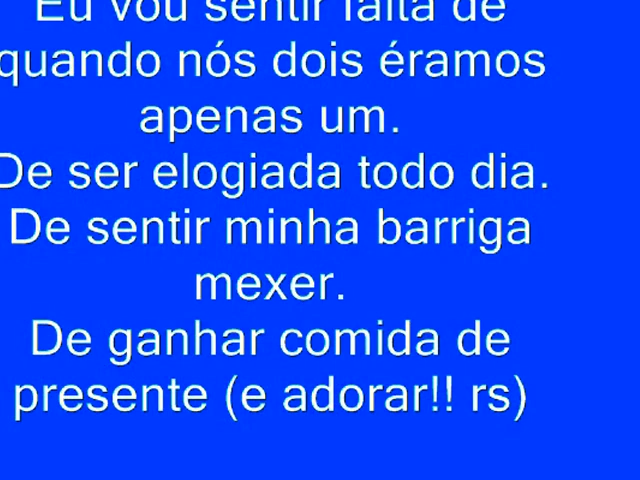 Eu vou sentir falta de
quando nós dois éramos
apenas um.
De ser elogiada todo dia.
De sentir minha barriga
mexer.
De ganhar comida de
presente (e adorar!! rs)